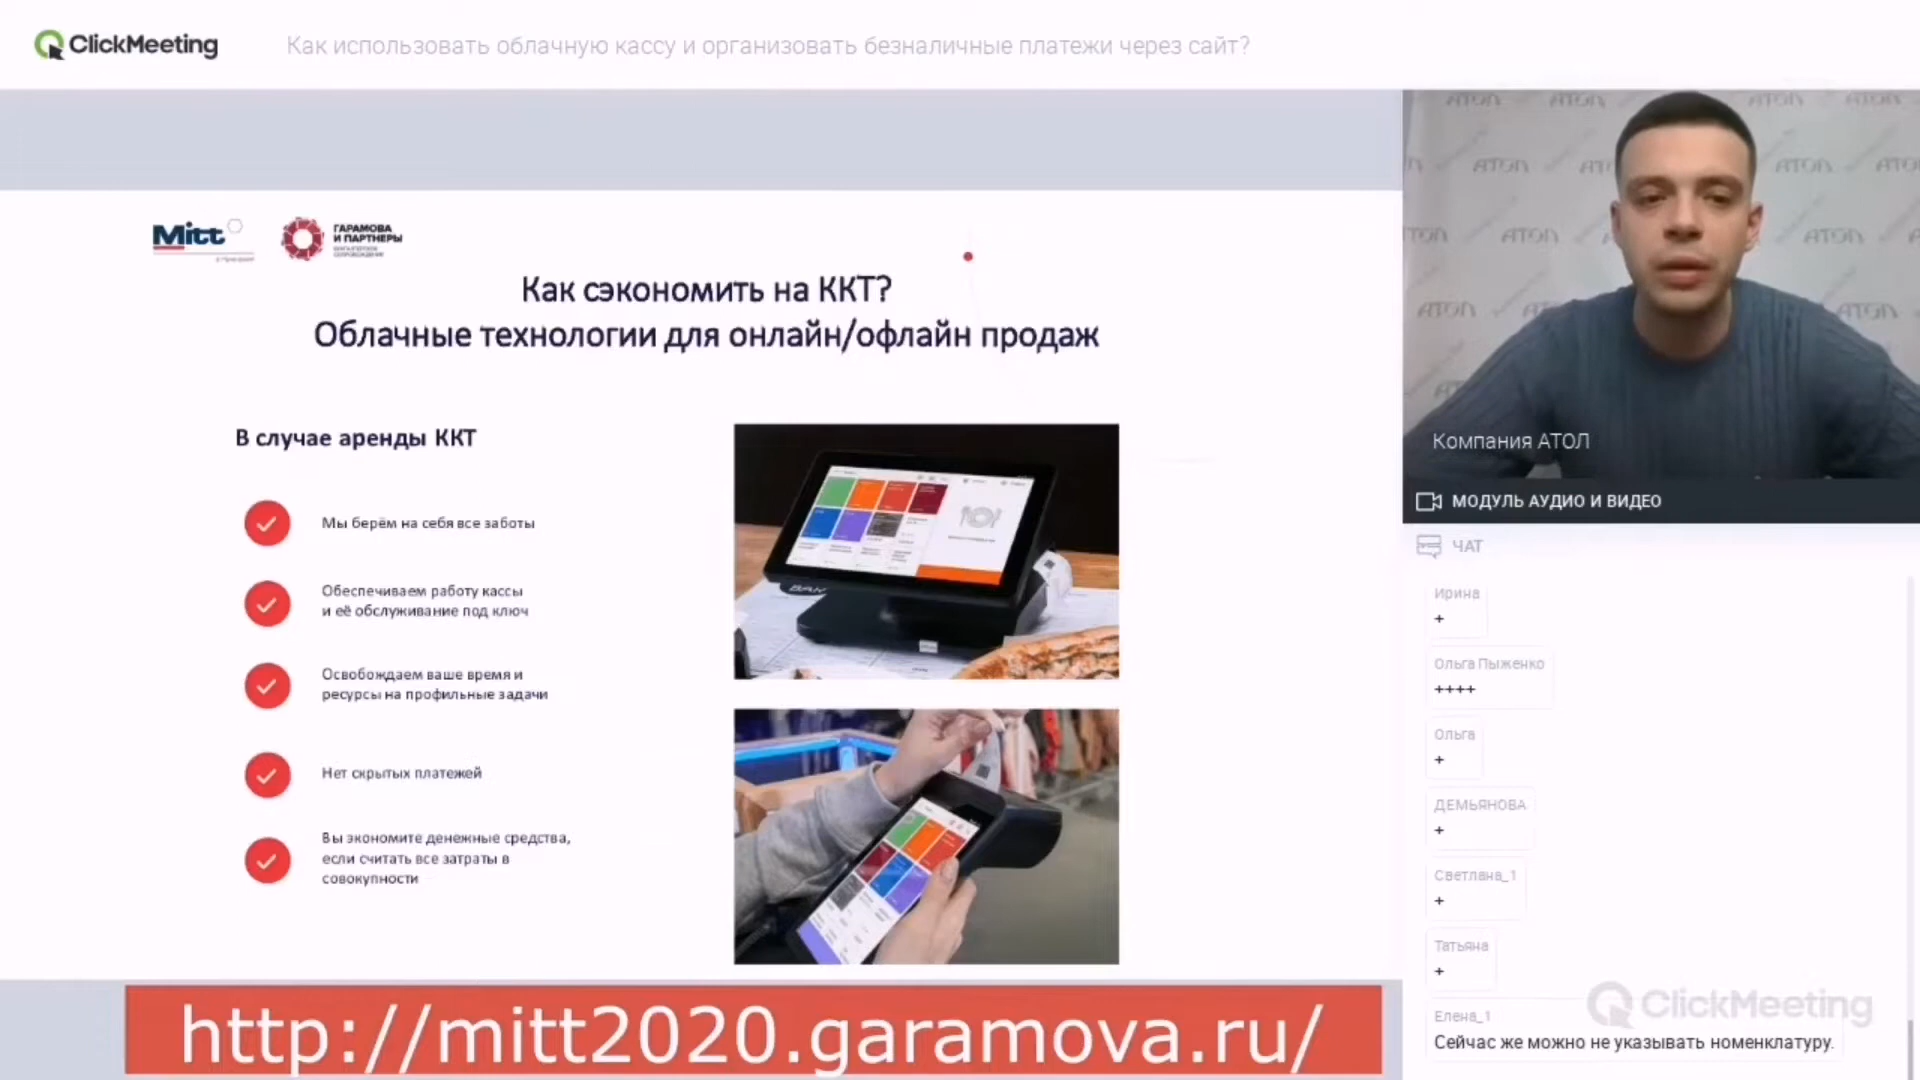 ClickMeeting
Как использовать облачную кассу и организовать безналичные платежи через сайт?
Mitt
ГАРАМОВА
И ПАРТНЕРЫ
Как сэкономить на ККТ?
Облачные технологии для онлайн/офлайн продаж
В случае аренды ККТ
Мы берём на себя все заботы
Обеспечиваем работу кассы
и её обслуживание под ключ
Освобождаем ваше время и
ресурсы на профильные задачи
Нет скрытых платежей
Вы экономите денежные средства,
если считать все затраты в
совокупности
http://mitt2020.garamova.ru/
АТОЛ
Компания АТОЛ
МОДУЛЬ АУДИО И ВИДЕО
ЧАТ
Ирина
+
Ольга Пыженко
++++
Ольга
+
ДЕМЬЯНОВА
+
Светлана_1
+
Татьяна
+
Елена_1
Сейчас же можно не указывать номенклатуру.
ClickMeeting